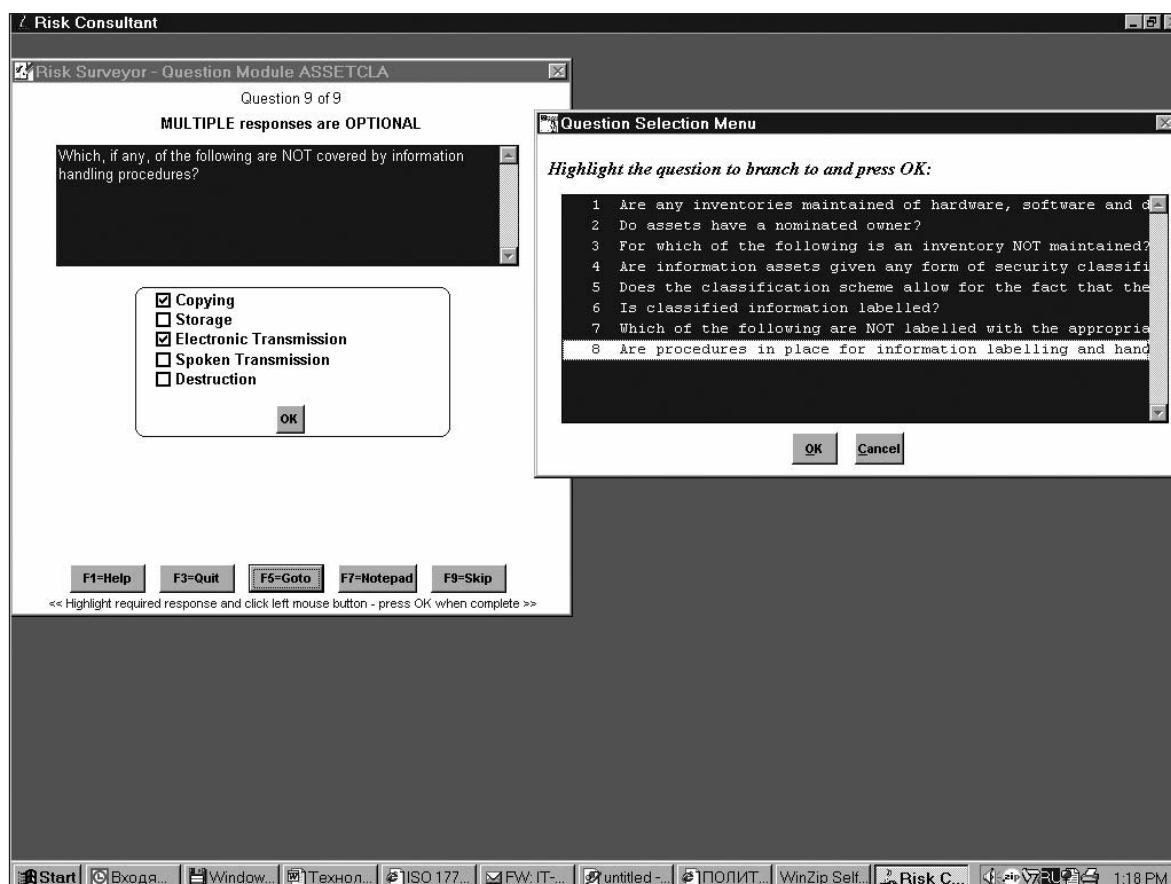 Risk Consultant
Risk Surveyor - Question Module ASSETCLA
Question 9 of 9
MULTIPLE responses are OPTIONAL
Which, if any, of the following are NOT covered by information
handling procedures?
Copying
Storage
Electronic Transmission
Spoken Transmission
Destruction
OK
F1=Help F3=Quit F5=Goto F7=Notepad F9=Skip
<< Highlight required response and click left mouse button - press OK when complete >>
Question Selection Menu
Highlight the question to branch to and press OK:
1 Are any inventories maintained of hardware, software and d
2 Do assets have a nominated owner?
3 For which of the following is an inventory NOT maintained?
4 Are information assets given any form of security classifi
5 Does the classification scheme allow for the fact that the
6 Is classified information labelled?
7 Which of the following are NOT labelled with the appropria
8 Are procedures in place for information labelling and hand
OK Cancel
Start Входя... Window... Технол... ISO 177... FW: IT-... untitled -... ПОЛИТ... WinZip Self... Risk C... zip RU 1:18 PM